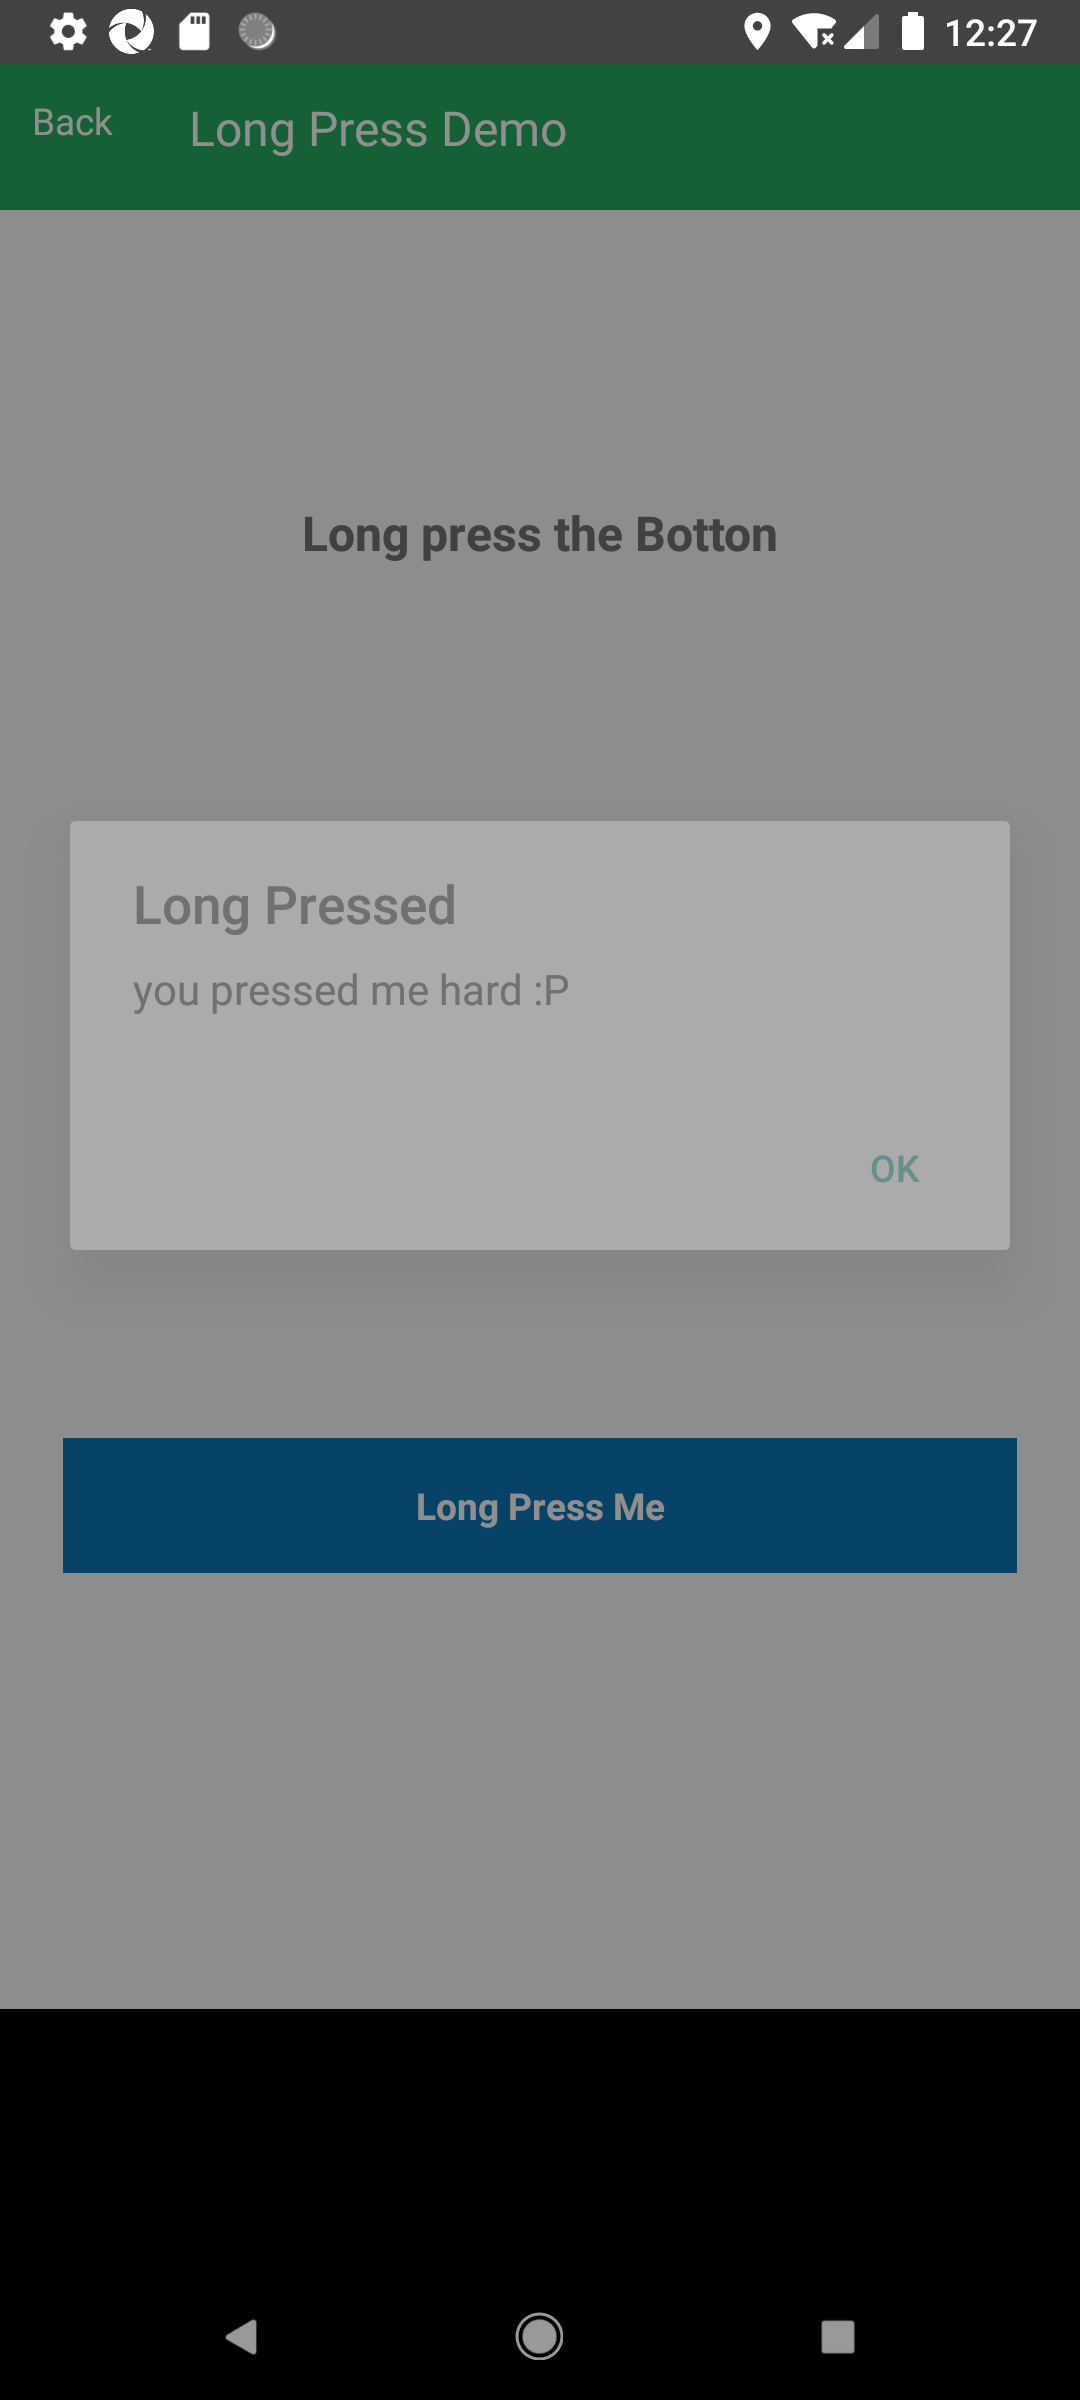 12:27
Back
Long Press Demo
Long press the Botton
Long Pressed
you pressed me hard :P
OK
Long Press Me